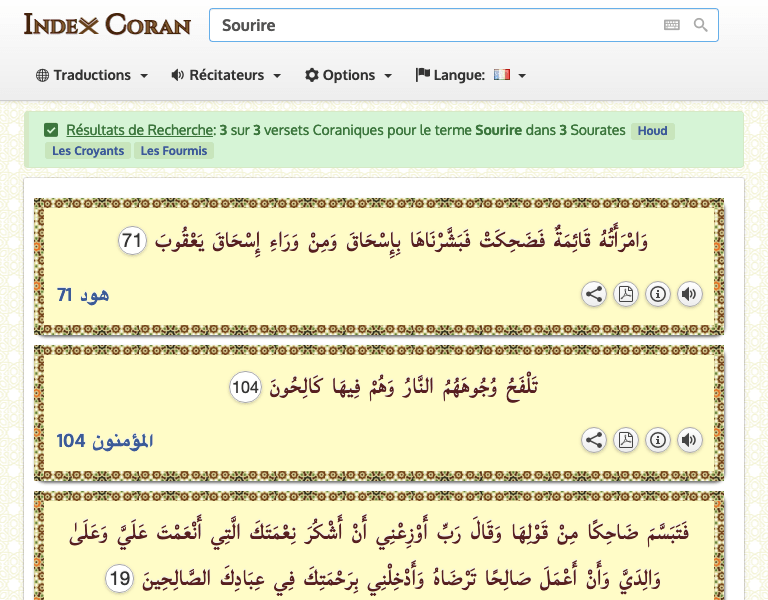 INDEX CORAN
Sourire
Traductions Récitateurs Options Langue:
Résultats de Recherche: 3 sur 3 versets Coraniques pour le terme Sourire dans 3 Sourates Houd
Les Croyants Les Fourmis
وَامْرَأَتُهُ قَائِمَةٌ فَضَحِكَتْ فَبَشَّرْنَاهَا بِإِسْحَاقَ وَمِنْ وَرَاءِ إِسْحَاقَ يَعْقُوبَ 71
هود 71
تَلْفَحُ وُجُوهَهُمُ النَّارُ وَهُمْ فِيهَا كَالِحُونَ 104
المؤمنون 104
فَتَبَسَّمَ ضَاحِكًا مِنْ قَوْلِهَا وَقَالَ رَبِّ أَوْزِعْنِي أَنْ أَشْكُرَ نِعْمَتَكَ الَّتِي أَنْعَمْتَ عَلَيَّ وَعَلَىٰ
وَالِدَيَّ وَأَنْ أَعْمَلَ صَالِحًا تَرْضَاهُ وَأَدْخِلْنِي بِرَحْمَتِكَ فِي عِبَادِكَ الصَّالِحِينَ 19